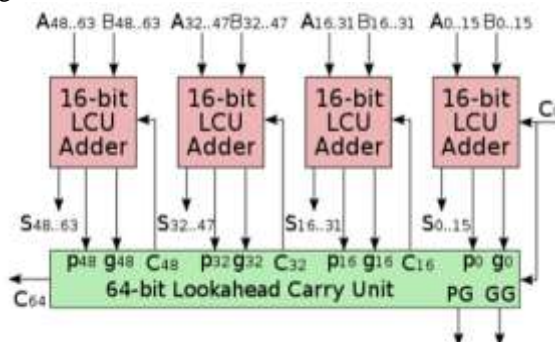 A48..63 B48..63 A32..47 B32..47 A16..31 B16..31 A0..15 B0..15
16-bit LCU Adder
16-bit LCU Adder
16-bit LCU Adder
16-bit LCU Adder
S48..63 S32..47 S16..31 S0..15
p48 g48 C48 p32 g32 C32 p16 g16 C16 p0 g0
64-bit Lookahead Carry Unit
PG GG
C64